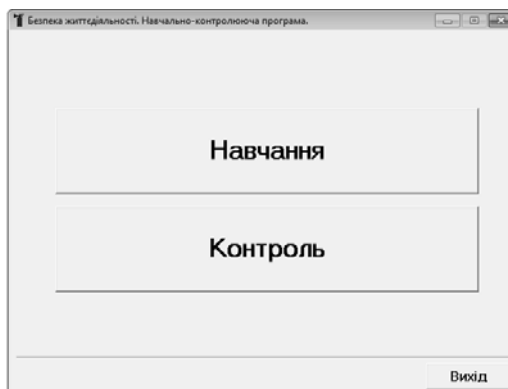 Безпека життєдіяльності. Навчально-контролююча програма.
Навчання
Контроль
Вихід